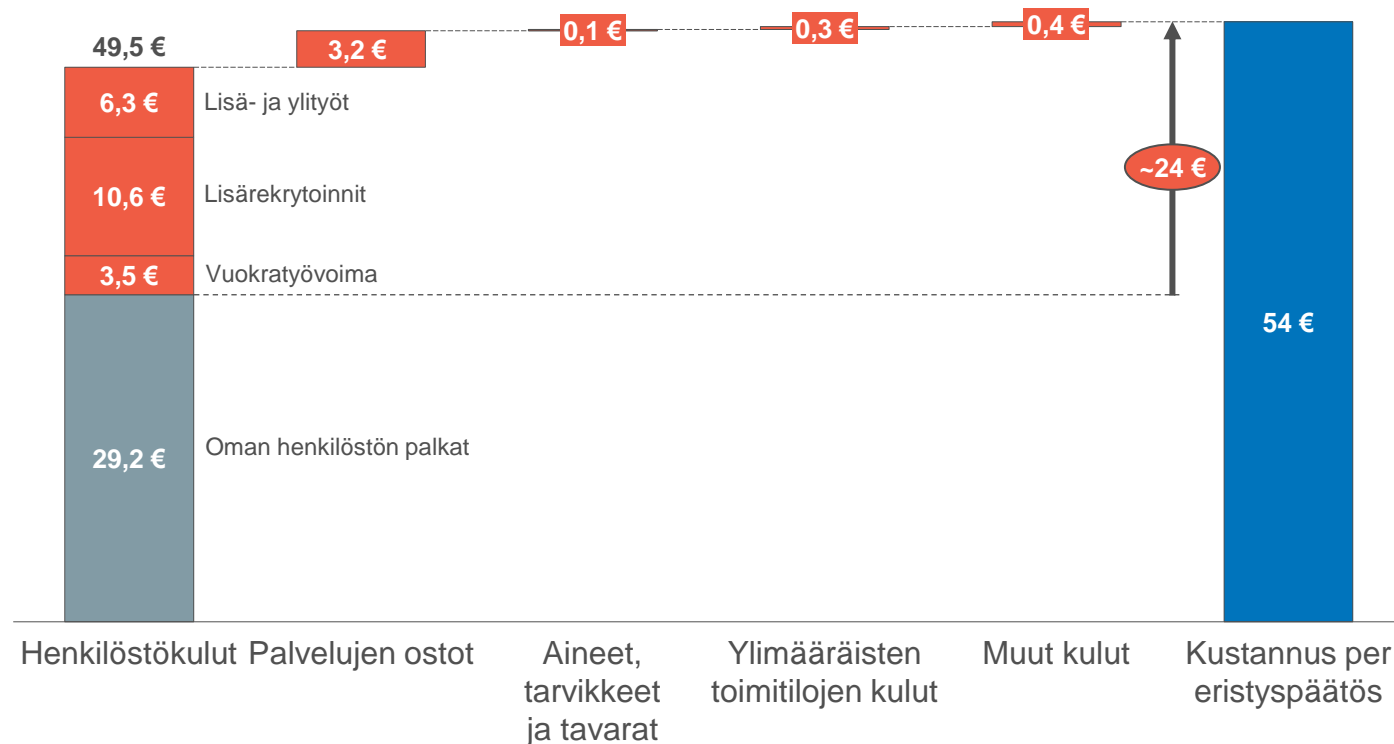 49,5 €
6,3 €
Lisä- ja ylityöt
10,6 €
Lisärekrytoinnit
3,5 €
Vuokratyövoima
29,2 €
Oman henkilöstön palkat
3,2 €
0,1 €
0,3 €
0,4 €
~24 €
54 €
Henkilöstökulut
Palvelujen ostot
Aineet,
tarvikkeet
ja tavarat
Ylimääräisten
toimitilojen kulut
Muut kulut
Kustannus per
eristyspäätös